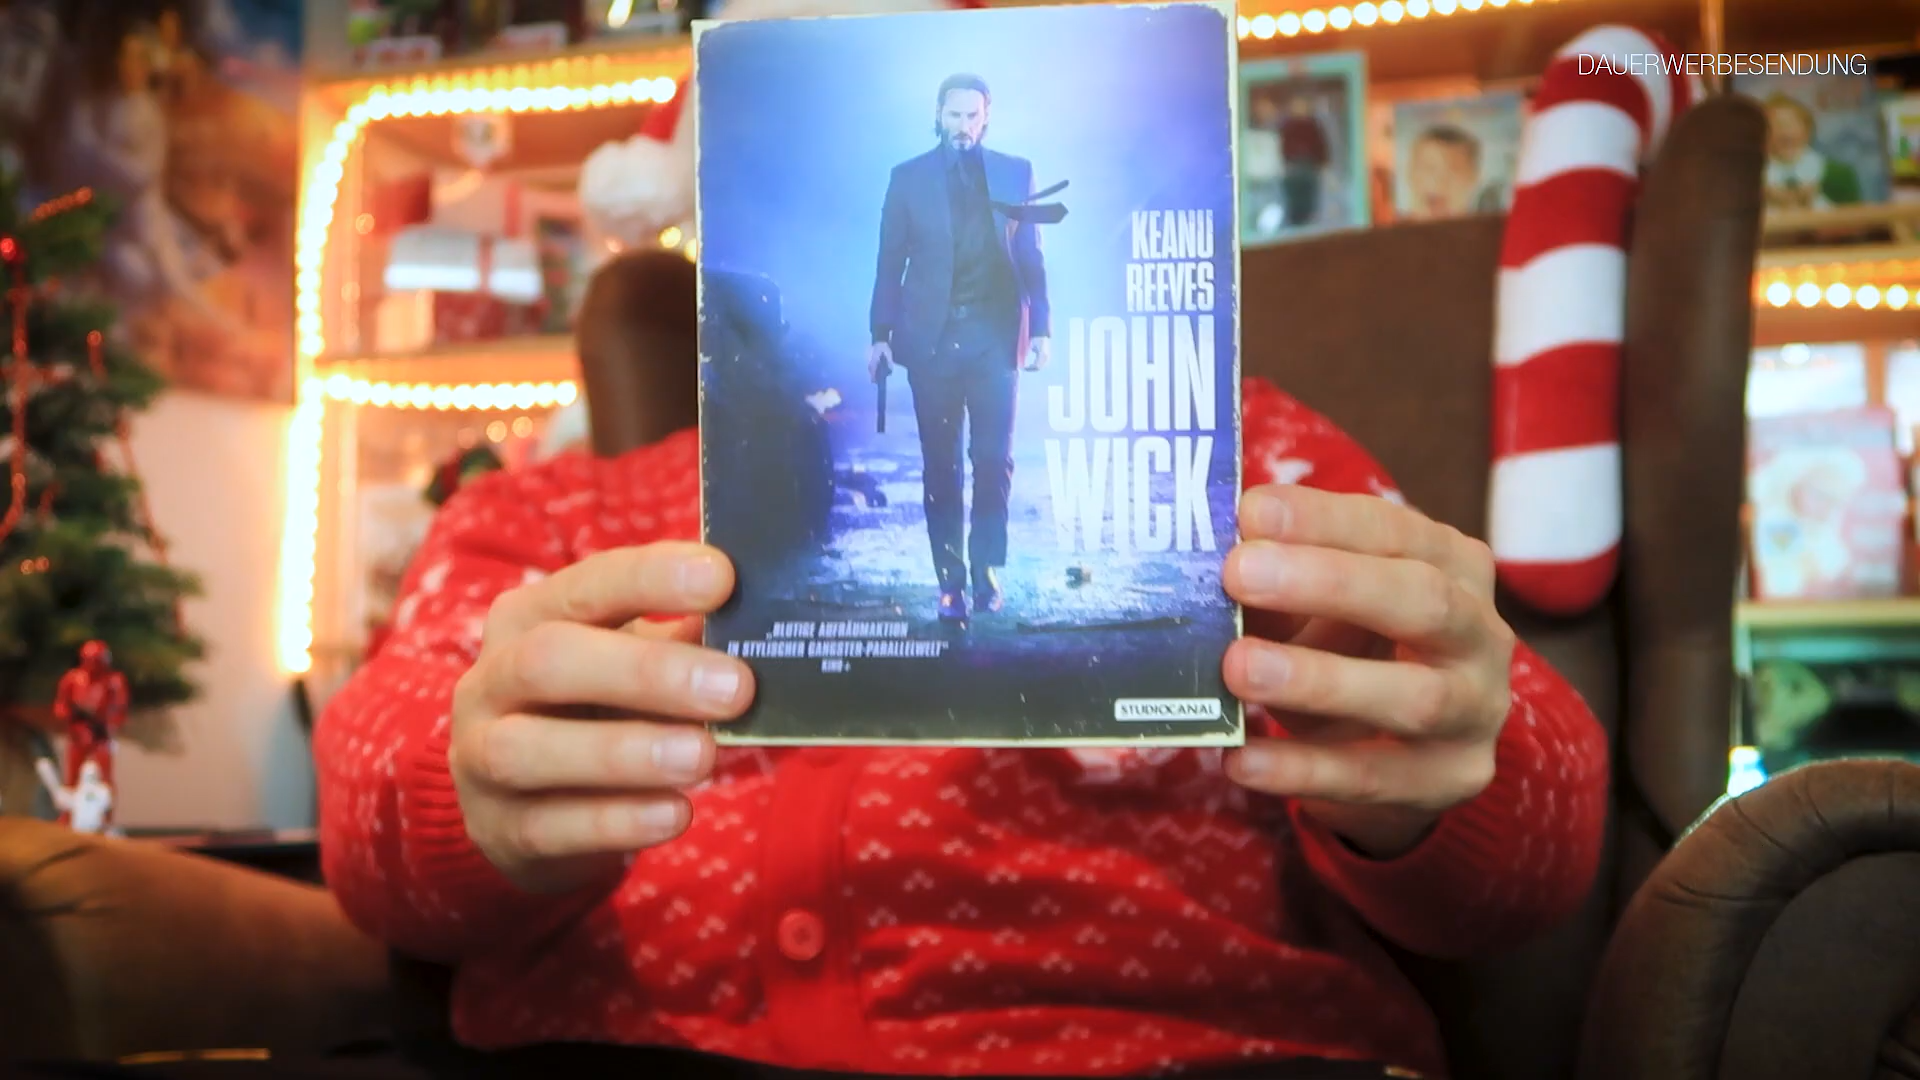 DAUERWERBESENDUNG
KEANU
REEVES
JOHN
WICK
„BLUTIGE AUFRÄUMAKTION
IN STYLISCHER GANGSTER-PARALLELWELT“
KINO +
STUDIOCANAL